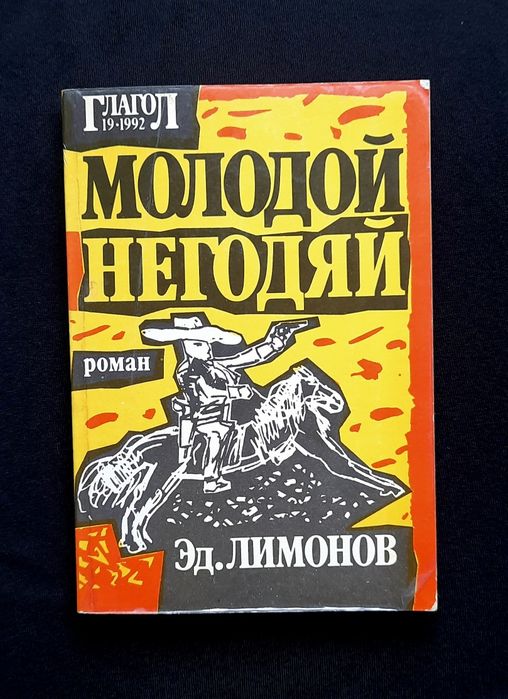 ГЛАГОЛ
19·1992
МОЛОДОЙ
НЕГОДЯЙ
роман
Эд. ЛИМОНОВ